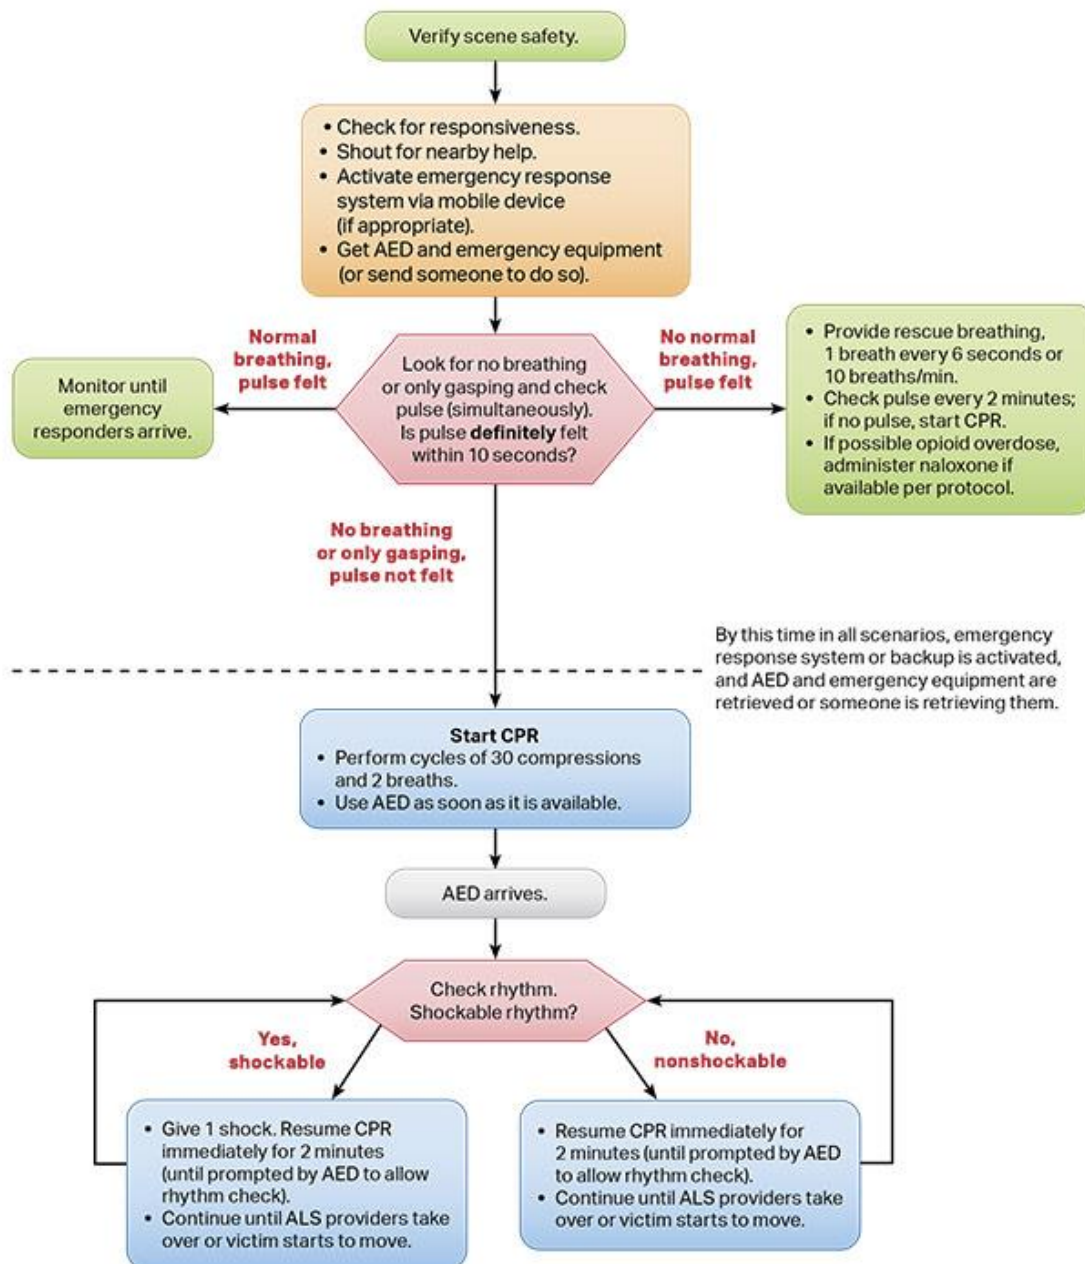 Verify scene safety.
• Check for responsiveness.
• Shout for nearby help.
• Activate emergency response
system via mobile device
(if appropriate).
• Get AED and emergency equipment
(or send someone to do so).
Normal
breathing,
pulse felt
Look for no breathing
or only gasping and check
pulse (simultaneously).
Is pulse definitely felt
within 10 seconds?
No normal
breathing,
pulse felt
Monitor until
emergency
responders arrive.
• Provide rescue breathing,
1 breath every 6 seconds or
10 breaths/min.
• Check pulse every 2 minutes;
if no pulse, start CPR.
• If possible opioid overdose,
administer naloxone if
available per protocol.
No breathing
or only gasping,
pulse not felt
By this time in all scenarios, emergency
response system or backup is activated,
and AED and emergency equipment are
retrieved or someone is retrieving them.
Start CPR
• Perform cycles of 30 compressions
and 2 breaths.
• Use AED as soon as it is available.
AED arrives.
Check rhythm.
Shockable rhythm?
Yes,
shockable
No,
nonshockable
• Give 1 shock. Resume CPR
immediately for 2 minutes
(until prompted by AED to allow
rhythm check).
• Continue until ALS providers take
over or victim starts to move.
• Resume CPR immediately for
2 minutes (until prompted by AED
to allow rhythm check).
• Continue until ALS providers take
over or victim starts to move.